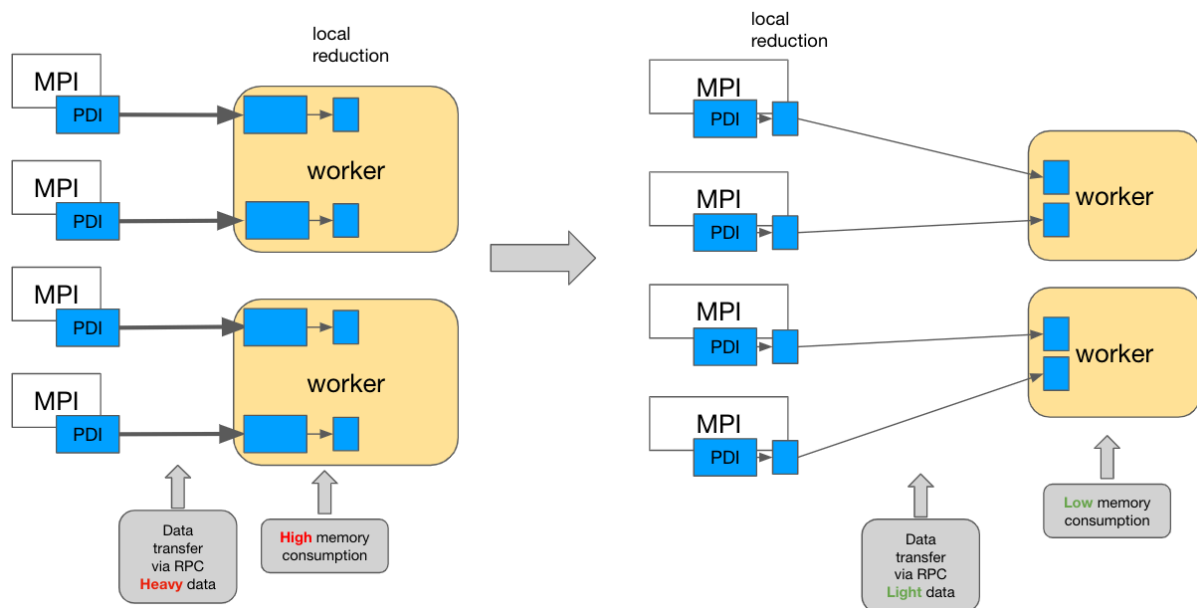 local
reduction
MPI
PDI
MPI
PDI
worker
MPI
PDI
MPI
PDI
worker
Data
transfer
via RPC
Heavy data
High memory
consumption
local
reduction
MPI
PDI
MPI
PDI
worker
MPI
PDI
MPI
PDI
worker
Data
transfer
via RPC
Light data
Low memory
consumption